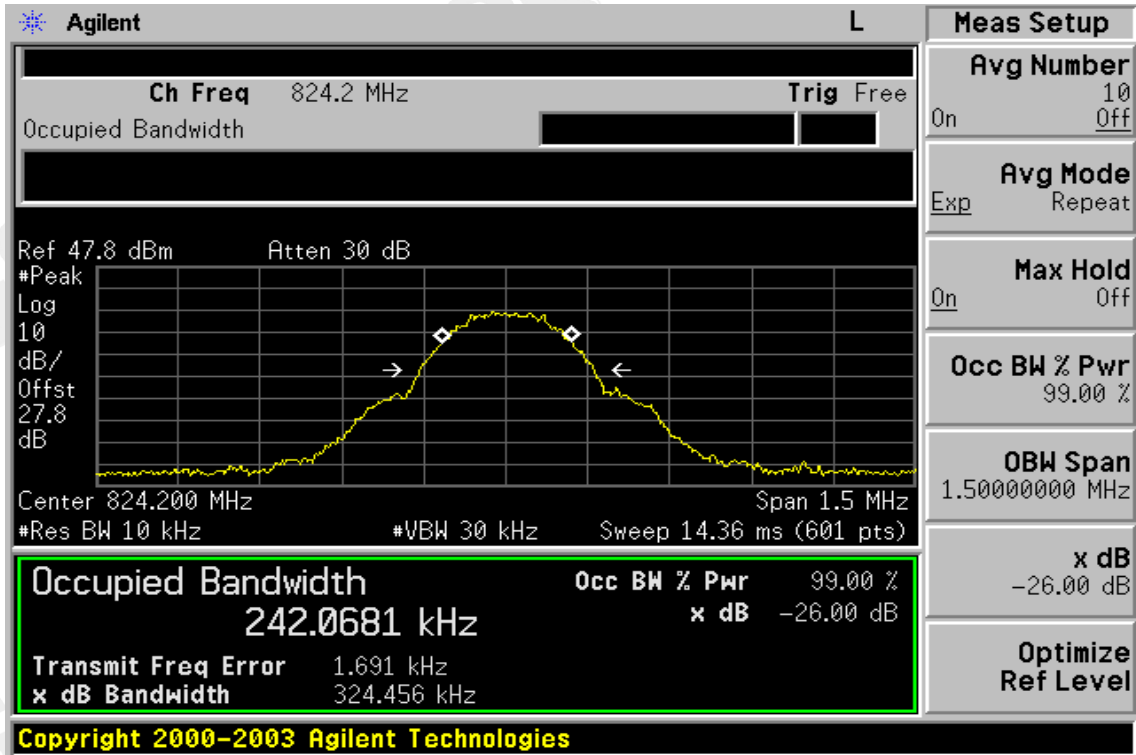 Agilent
L
Ch Freq 824.2 MHz
Trig Free
Occupied Bandwidth
Ref 47.8 dBm
Atten 30 dB
#Peak
Log
10
dB/
Offst
27.8
dB
Center 824.200 MHz
Span 1.5 MHz
#Res BW 10 kHz
#VBW 30 kHz
Sweep 14.36 ms (601 pts)
Occupied Bandwidth
242.0681 kHz
Occ BW % Pwr 99.00 %
x dB -26.00 dB
Transmit Freq Error 1.691 kHz
x dB Bandwidth 324.456 kHz
Copyright 2000-2003 Agilent Technologies
Meas Setup
Avg Number
10
On Off
Avg Mode
Exp Repeat
Max Hold
On Off
Occ BW % Pwr
99.00 %
OBW Span
1.50000000 MHz
x dB
-26.00 dB
Optimize
Ref Level